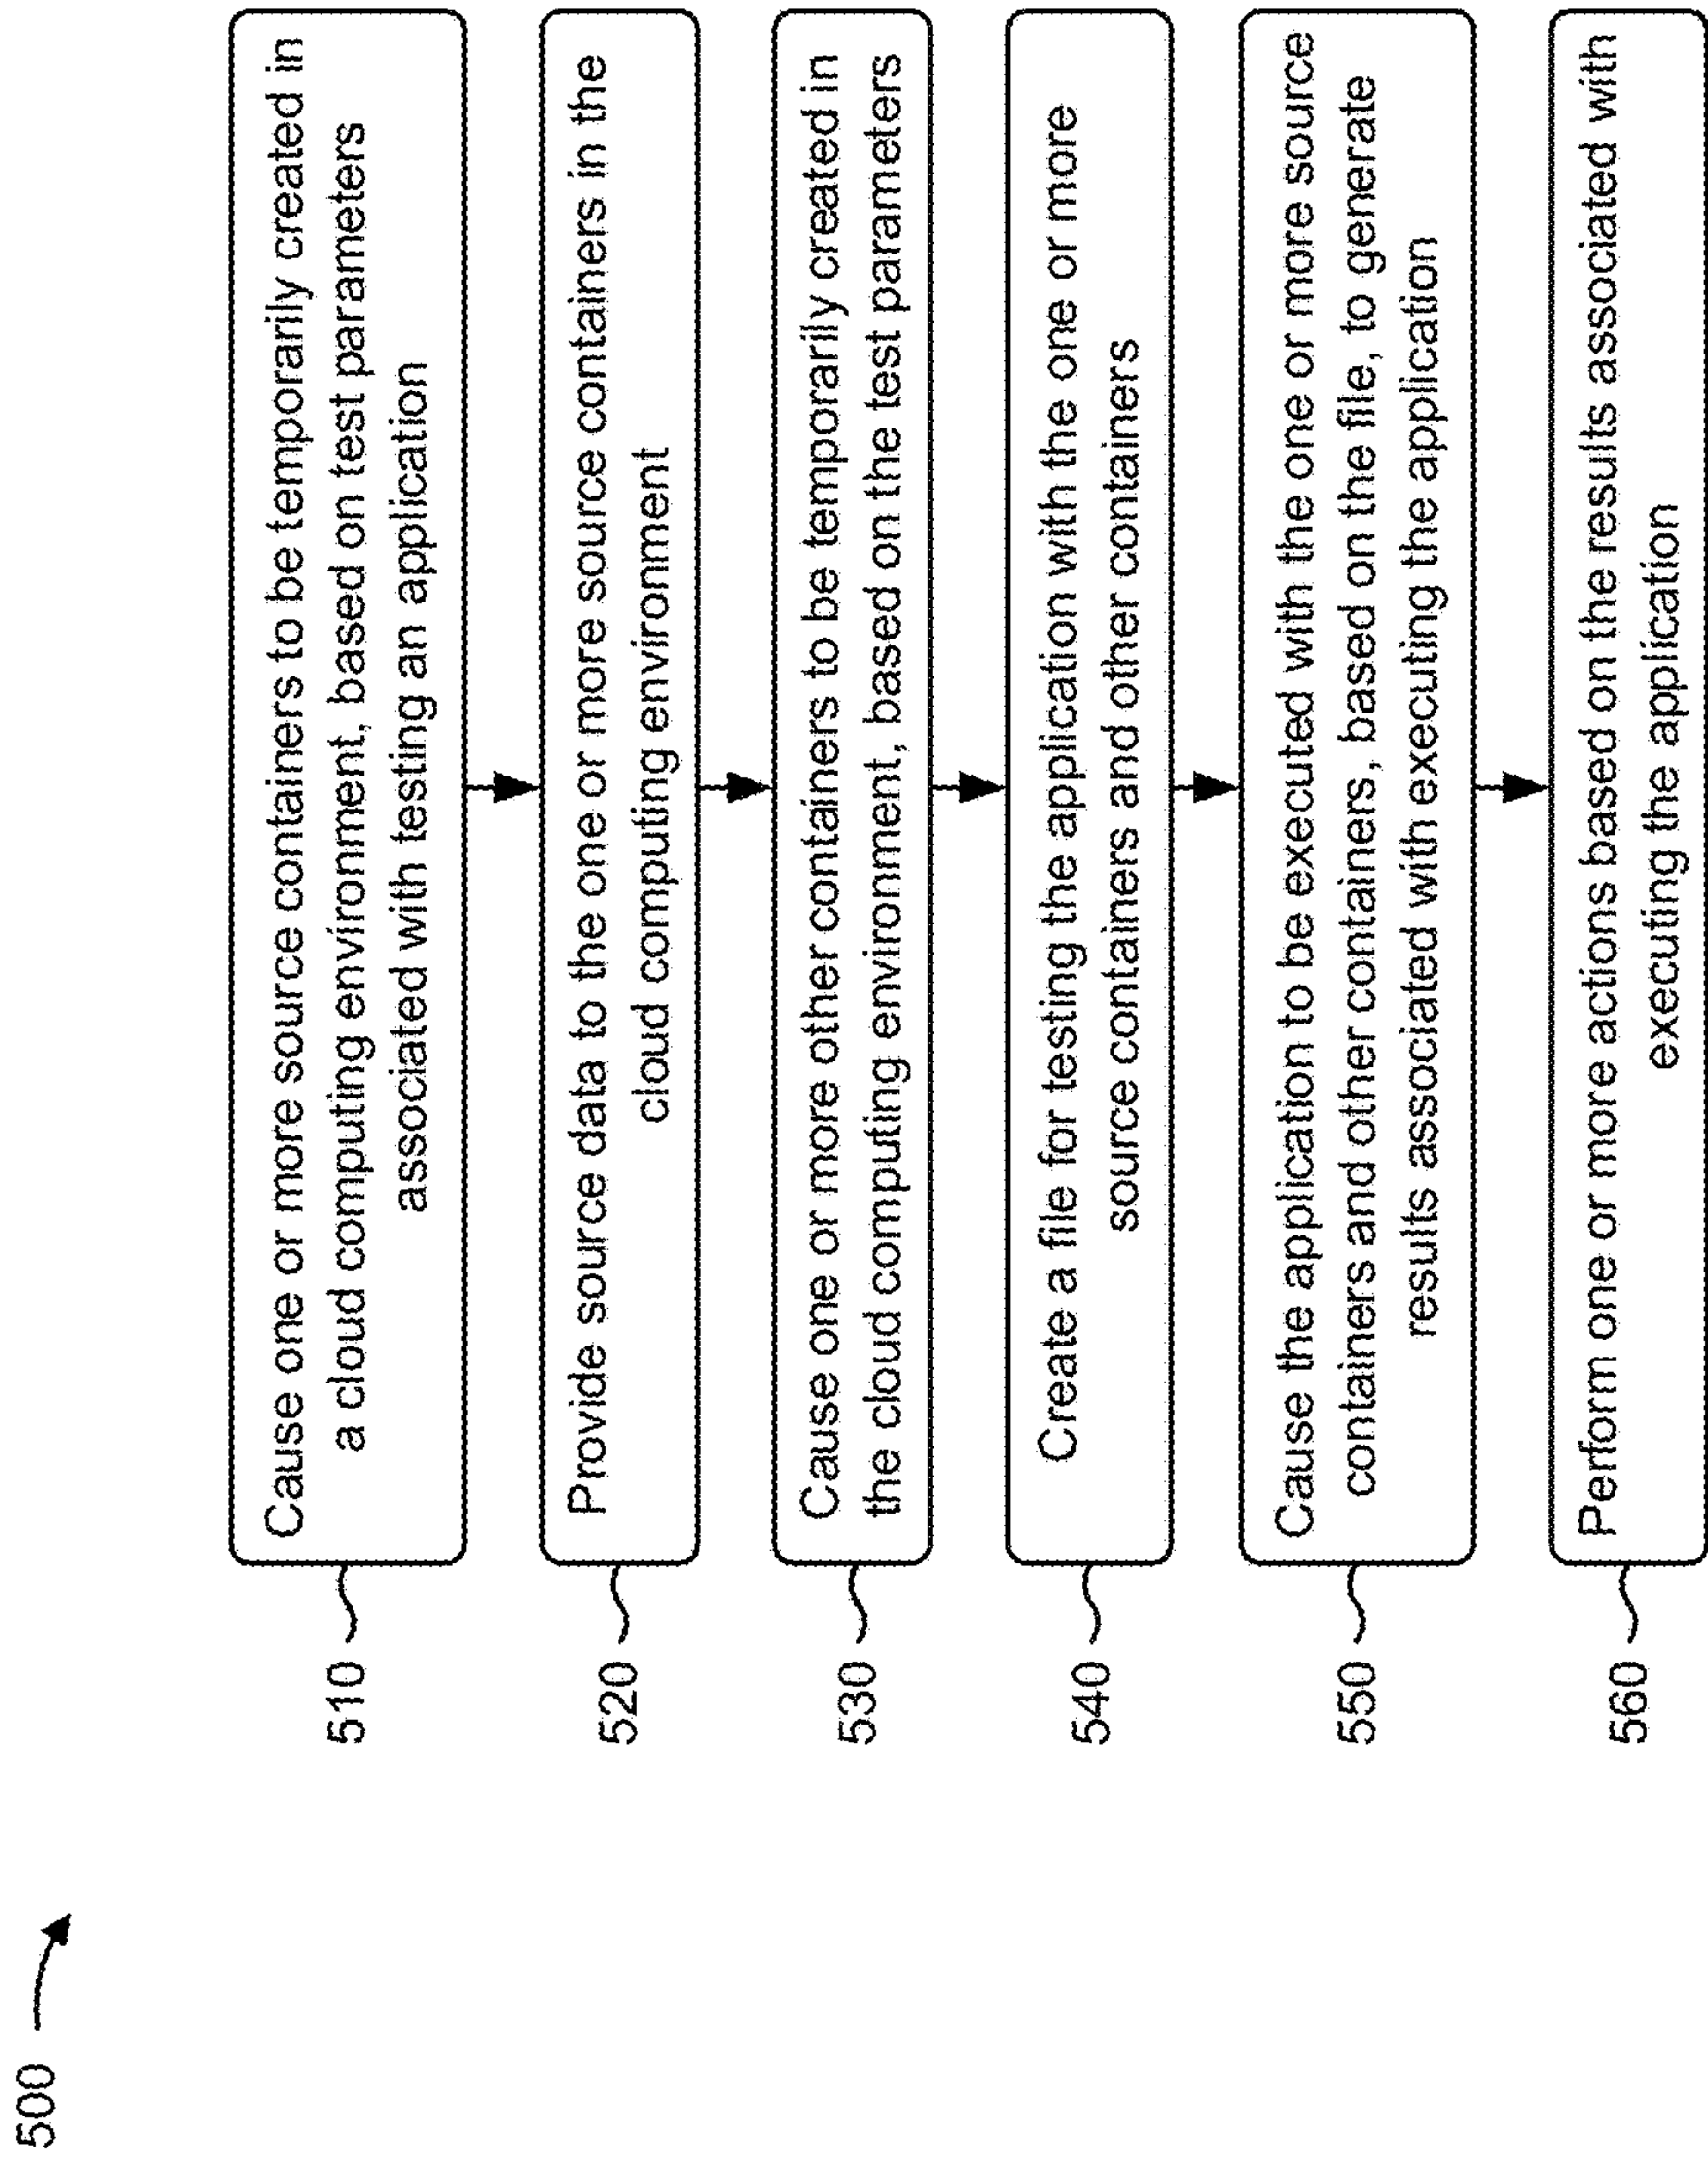 500
510
Cause one or more source containers to be temporarily created in
a cloud computing environment, based on test parameters
associated with testing an application
520
Provide source data to the one or more source containers in the
cloud computing environment
530
Cause one or more other containers to be temporarily created in
the cloud computing environment, based on the test parameters
540
Create a file for testing the application with the one or more
source containers and other containers
550
Cause the application to be executed with the one or more source
containers and other containers, based on the file, to generate
results associated with executing the application
560
Perform one or more actions based on the results associated with
executing the application